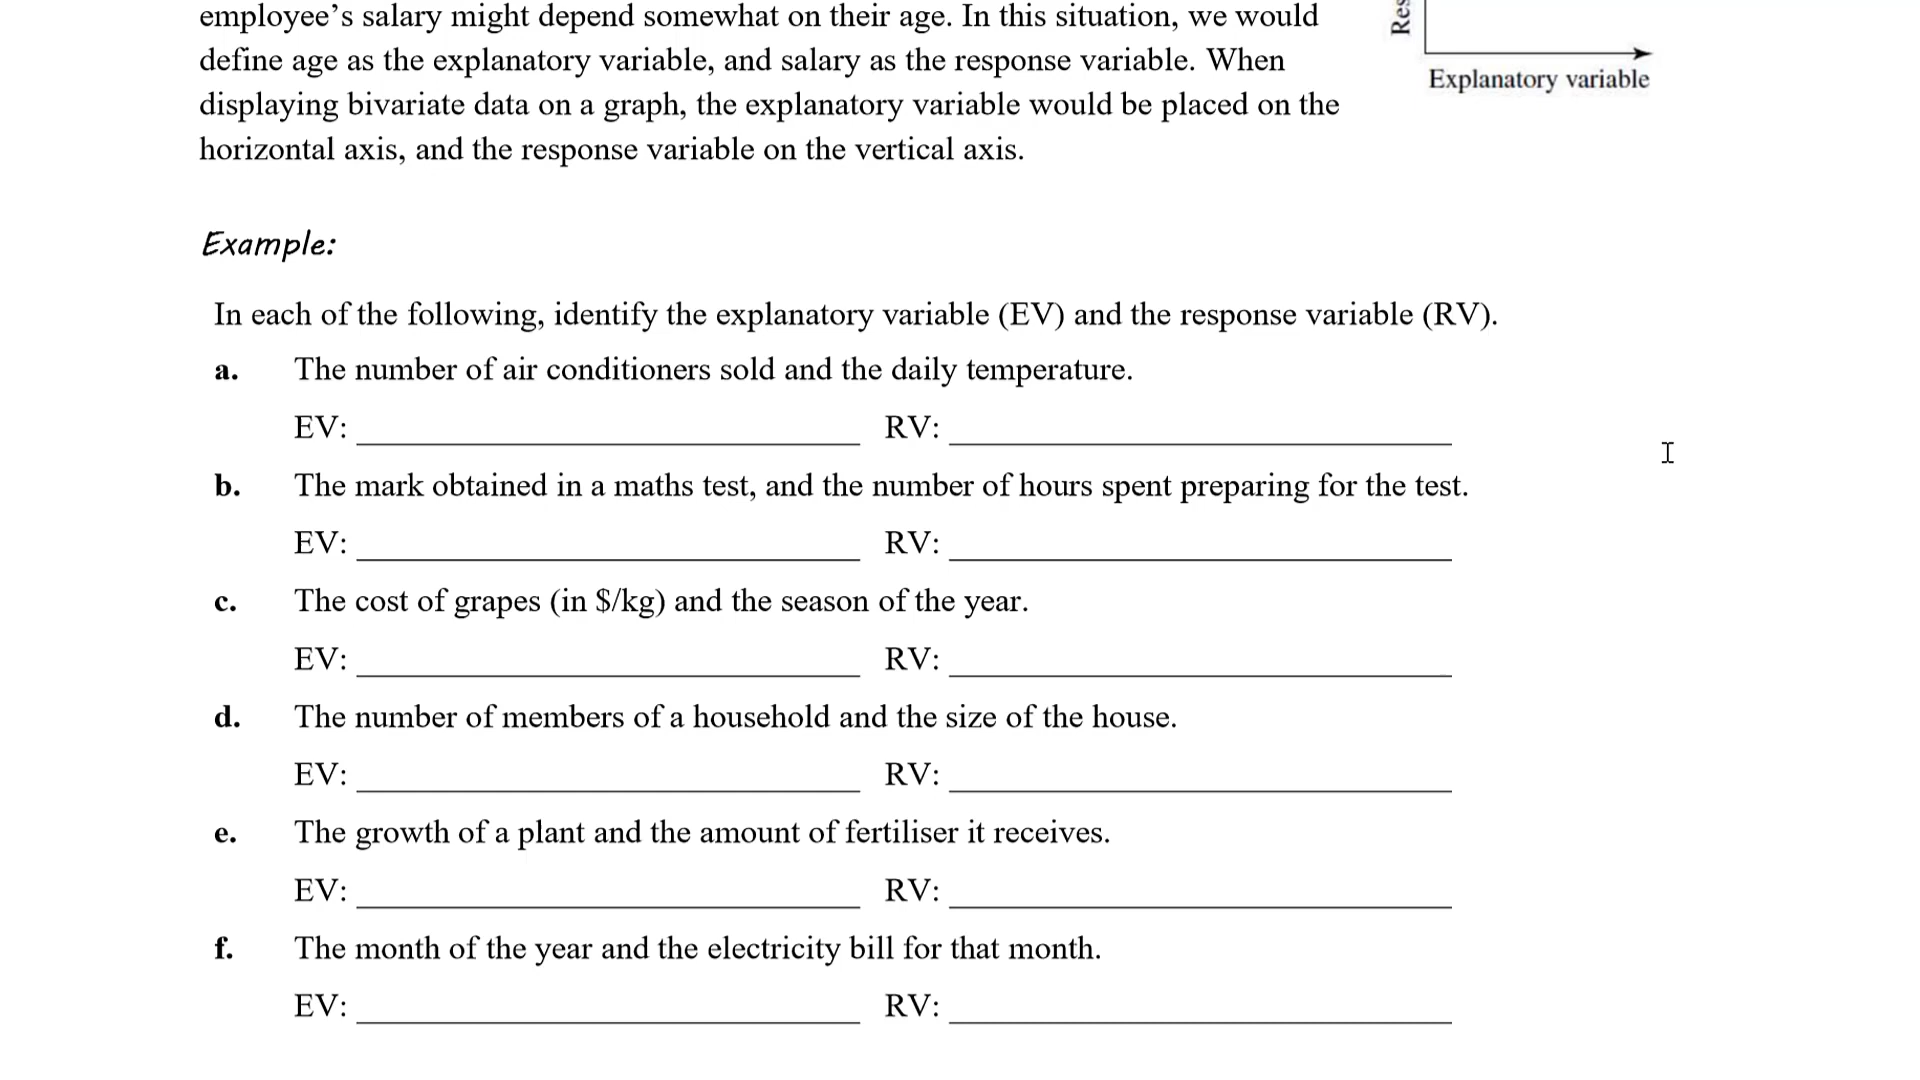 employee’s salary might depend somewhat on their age. In this situation, we would
define age as the explanatory variable, and salary as the response variable. When
displaying bivariate data on a graph, the explanatory variable would be placed on the
horizontal axis, and the response variable on the vertical axis.
Explanatory variable
Example:
In each of the following, identify the explanatory variable (EV) and the response variable (RV).
a. The number of air conditioners sold and the daily temperature.
EV: RV:
b. The mark obtained in a maths test, and the number of hours spent preparing for the test.
EV: RV:
c. The cost of grapes (in $/kg) and the season of the year.
EV: RV:
d. The number of members of a household and the size of the house.
EV: RV:
e. The growth of a plant and the amount of fertiliser it receives.
EV: RV:
f. The month of the year and the electricity bill for that month.
EV: RV: